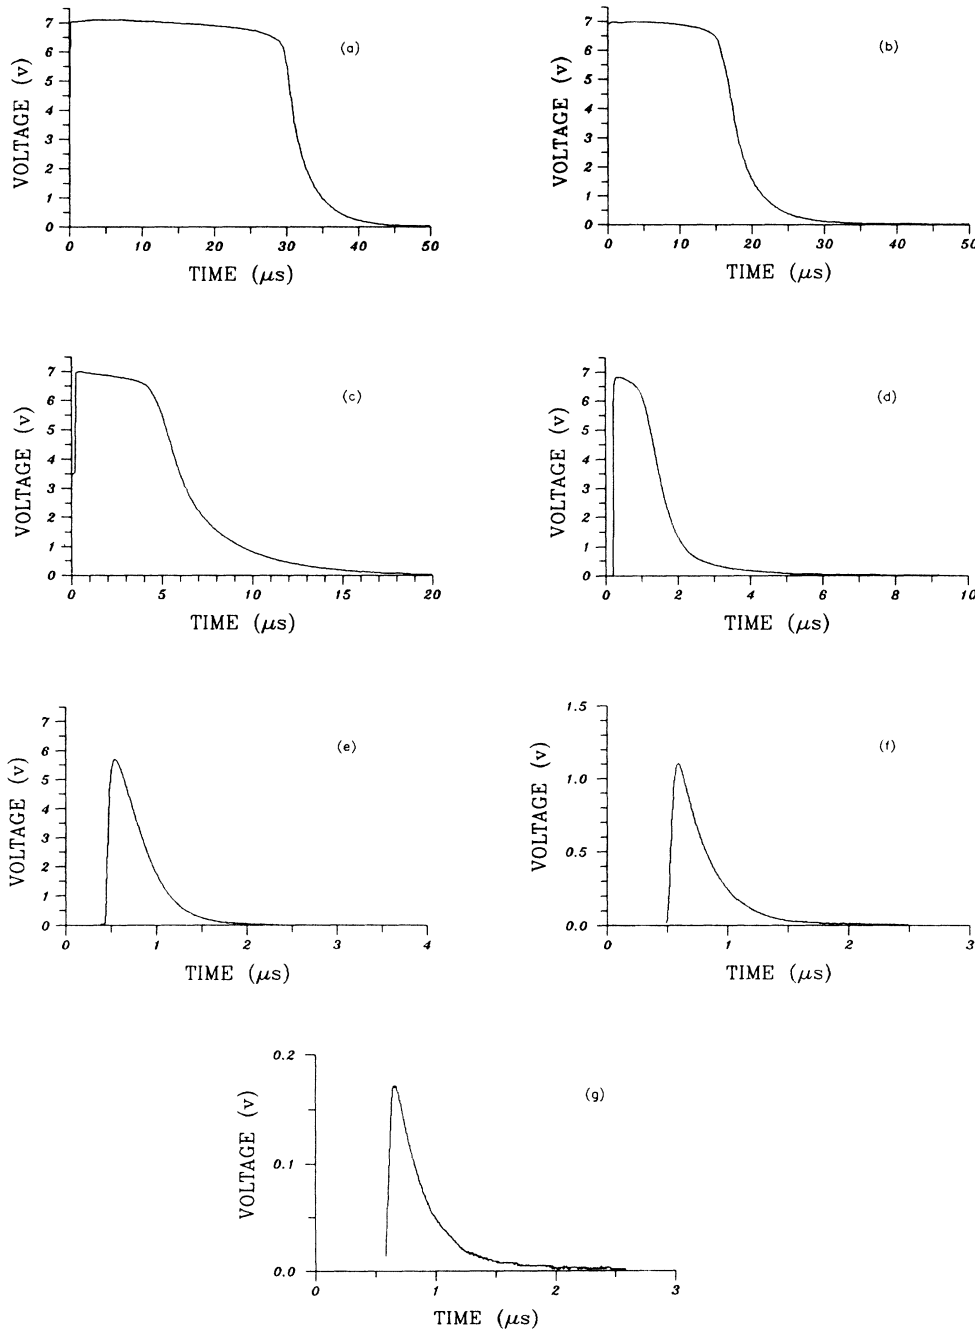 7
6
5
4
3
2
1
0
VOLTAGE (v)
(a)
0 10 20 30 40 50
TIME (μs)
7
6
5
4
3
2
1
0
VOLTAGE (v)
(b)
0 10 20 30 40 50
TIME (μs)
7
6
5
4
3
2
1
0
VOLTAGE (v)
(c)
0 5 10 15 20
TIME (μs)
7
6
5
4
3
2
1
0
VOLTAGE (v)
(d)
0 2 4 6 8 10
TIME (μs)
7
6
5
4
3
2
1
0
VOLTAGE (v)
(e)
0 1 2 3 4
TIME (μs)
1.5
1.0
0.5
0.0
VOLTAGE (v)
(f)
0 1 2 3
TIME (μs)
0.2
0.1
0.0
VOLTAGE (v)
(g)
0 1 2 3
TIME (μs)